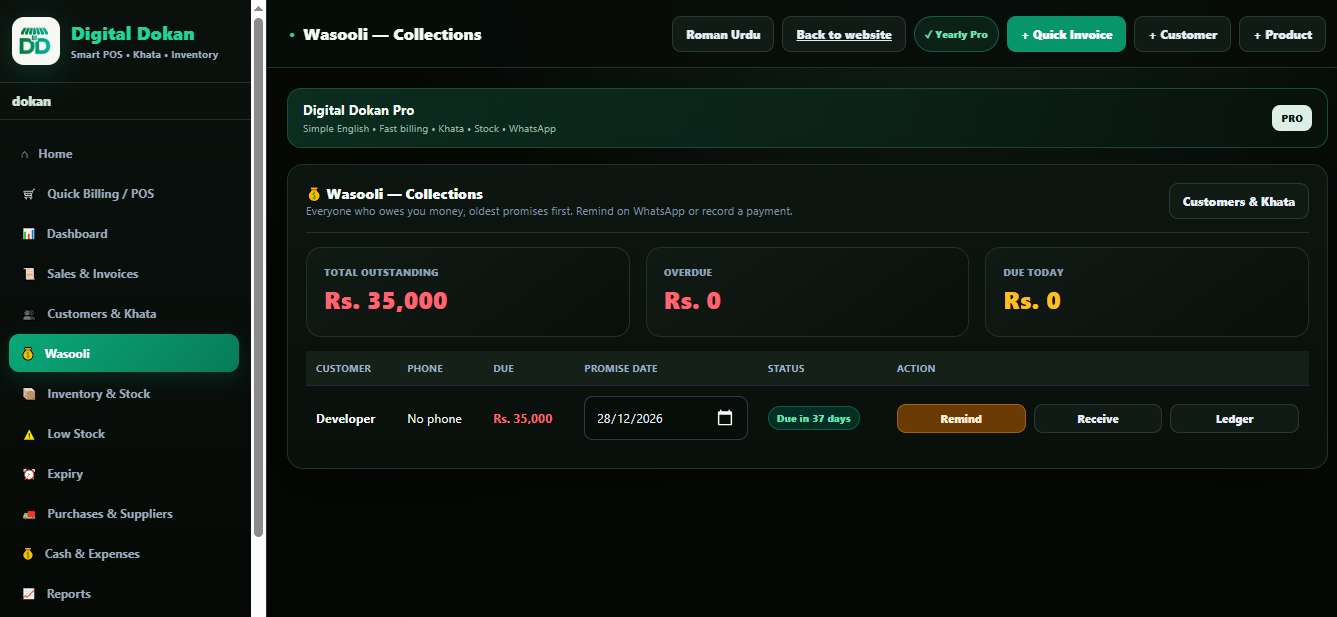 DD
Digital Dokan
Smart POS • Khata • Inventory
dokan
Home
Quick Billing / POS
Dashboard
Sales & Invoices
Customers & Khata
Wasooli
Inventory & Stock
Low Stock
Expiry
Purchases & Suppliers
Cash & Expenses
Reports
• Wasooli — Collections
Roman Urdu
Back to website
✓ Yearly Pro
+ Quick Invoice
+ Customer
+ Product
Digital Dokan Pro
Simple English • Fast billing • Khata • Stock • WhatsApp
PRO
💰 Wasooli — Collections
Everyone who owes you money, oldest promises first. Remind on WhatsApp or record a payment.
Customers & Khata
TOTAL OUTSTANDING
Rs. 35,000
OVERDUE
Rs. 0
DUE TODAY
Rs. 0
CUSTOMER PHONE DUE PROMISE DATE STATUS ACTION
Developer No phone Rs. 35,000 28/12/2026 Due in 37 days Remind Receive Ledger